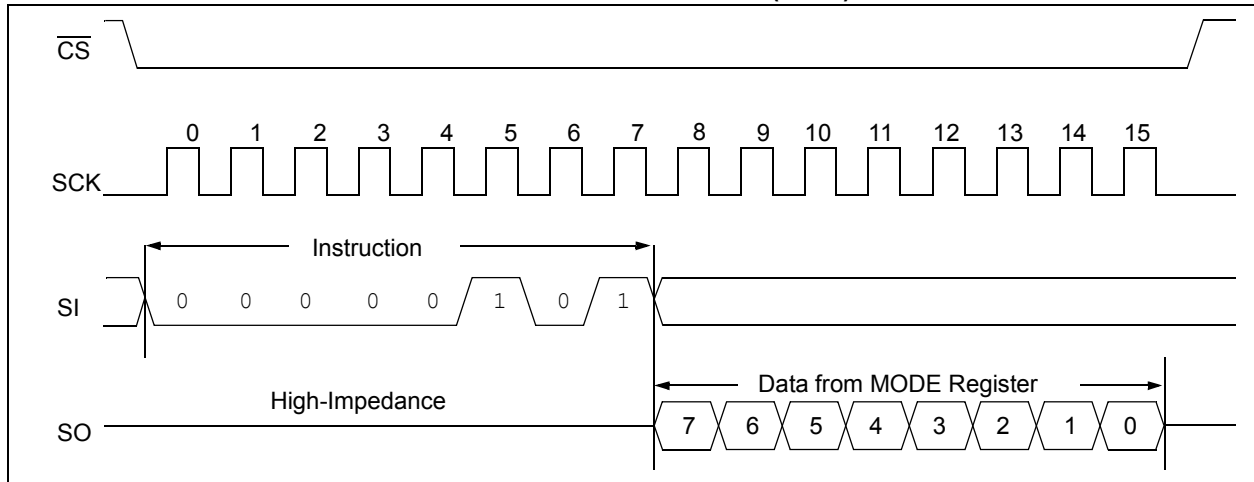 CS
0 1 2 3 4 5 6 7 8 9 10 11 12 13 14 15
SCK
Instruction
SI 0 0 0 0 0 1 0 1
Data from MODE Register
High-Impedance
SO 7 6 5 4 3 2 1 0